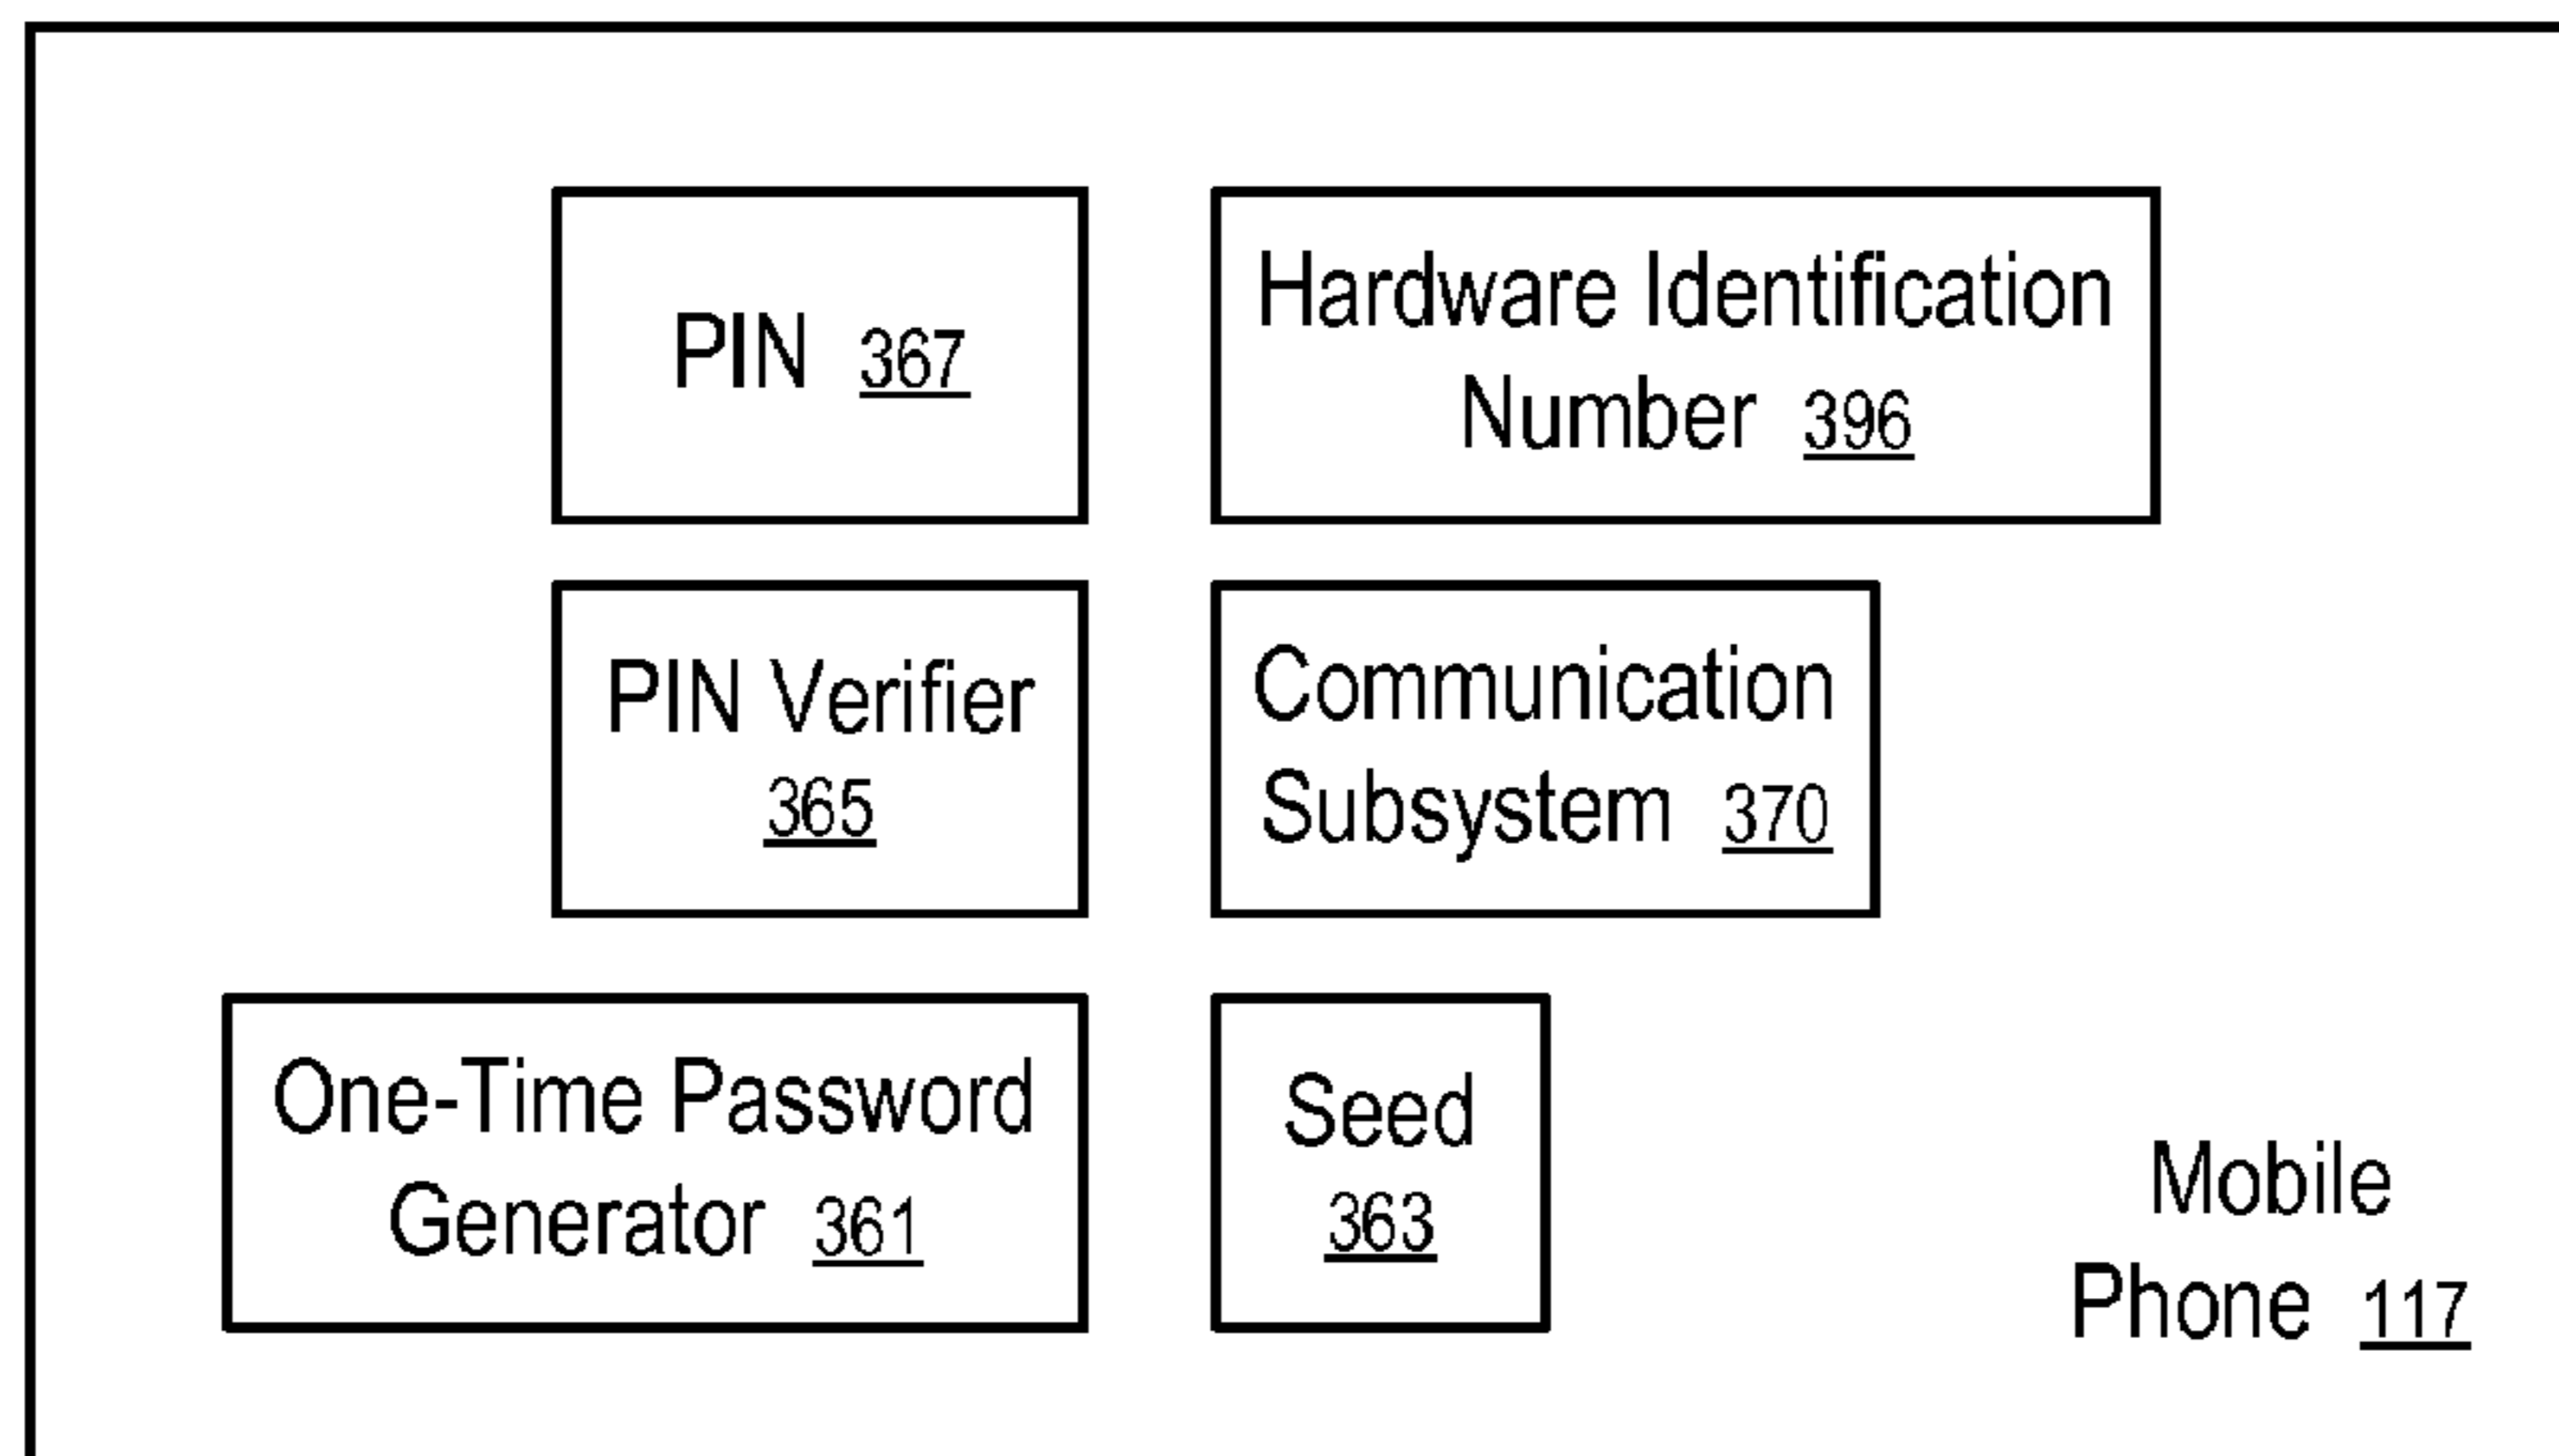 PIN 367
Hardware Identification
Number 396
PIN Verifier
365
Communication
Subsystem 370
One-Time Password
Generator 361
Seed
363
Mobile
Phone 117